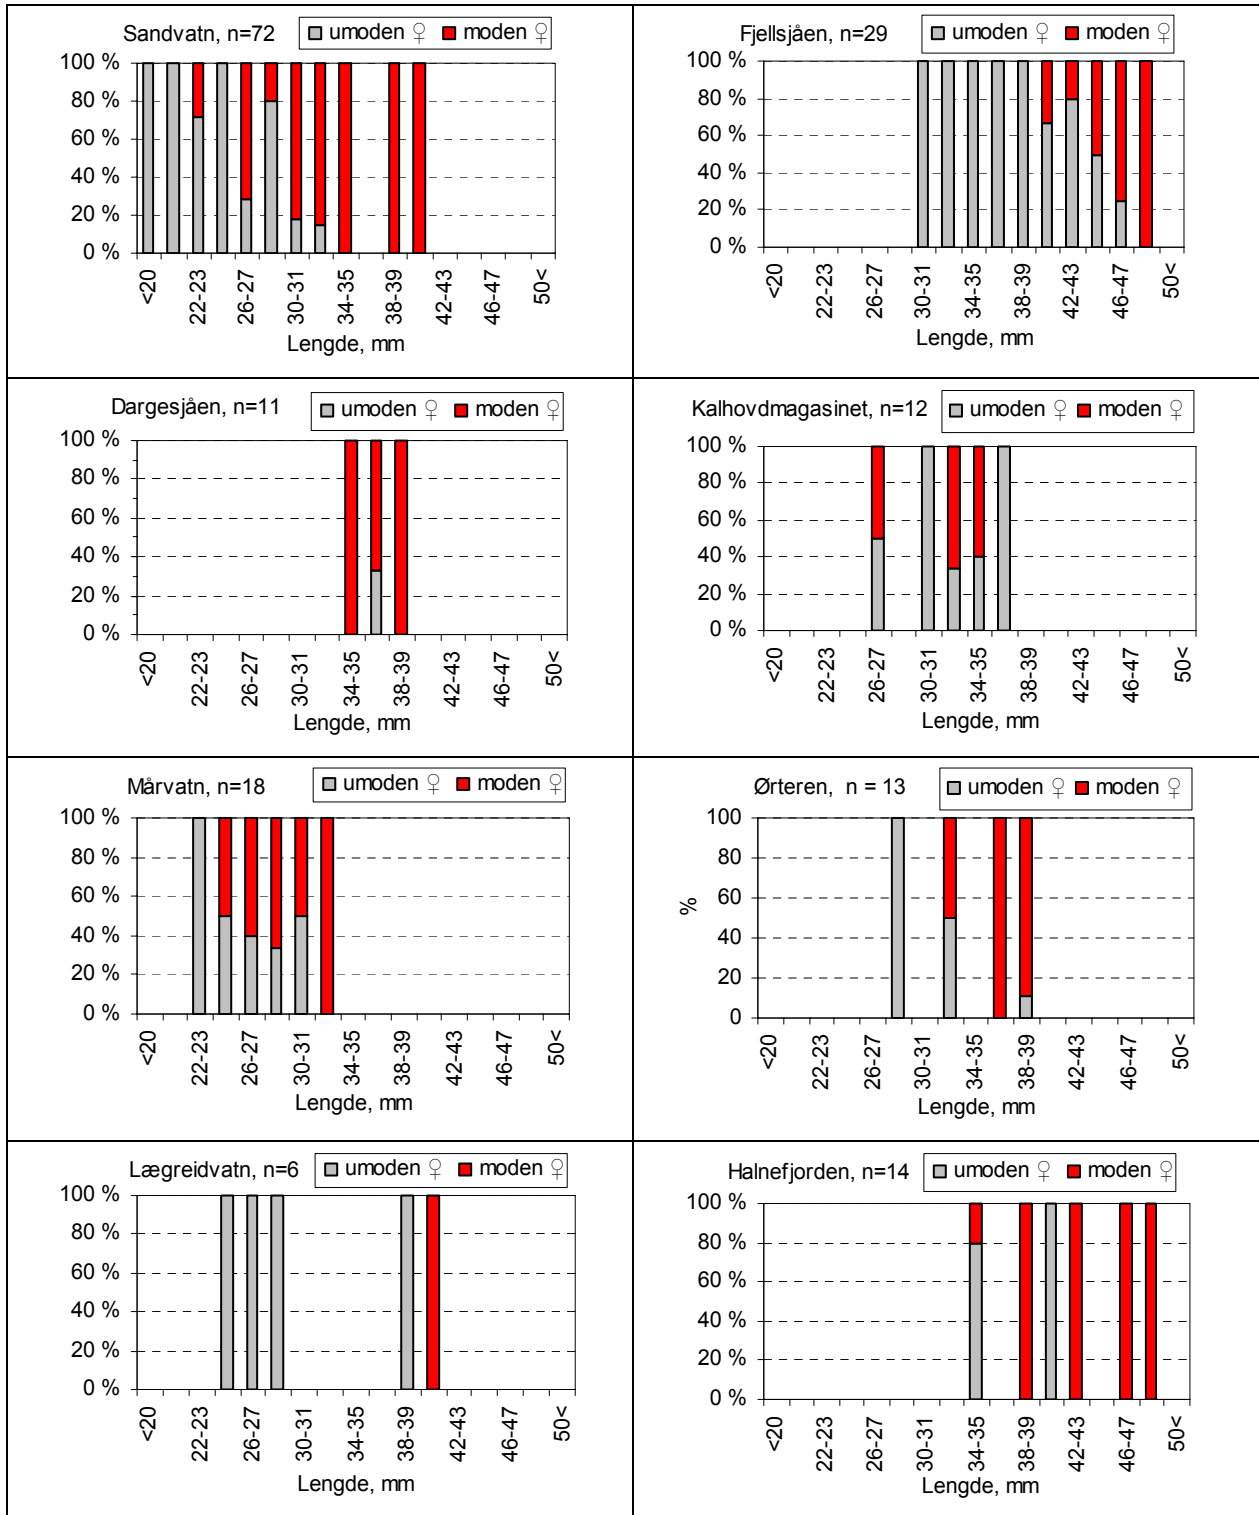 Sandvatn, n=72 umoden ♀ moden ♀
100 %
80 %
60 %
40 %
20 %
0 %
<20 22-23 26-27 30-31 34-35 38-39 42-43 46-47 50<
Lengde, mm
Fjellsjåen, n=29 umoden ♀ moden ♀
100 %
80 %
60 %
40 %
20 %
0 %
<20 22-23 26-27 30-31 34-35 38-39 42-43 46-47 50<
Lengde, mm
Dargesjåen, n=11 umoden ♀ moden ♀
100 %
80 %
60 %
40 %
20 %
0 %
<20 22-23 26-27 30-31 34-35 38-39 42-43 46-47 50<
Lengde, mm
Kalhovdmagasinet, n=12 umoden ♀ moden ♀
100 %
80 %
60 %
40 %
20 %
0 %
<20 22-23 26-27 30-31 34-35 38-39 42-43 46-47 50<
Lengde, mm
Mårvatn, n=18 umoden ♀ moden ♀
100 %
80 %
60 %
40 %
20 %
0 %
<20 22-23 26-27 30-31 34-35 38-39 42-43 46-47 50<
Lengde, mm
Ørteren, n = 13 umoden ♀ moden ♀
100
80
60
%
40
20
0
<20 22-23 26-27 30-31 34-35 38-39 42-43 46-47 50<
Lengde, mm
Lægreidvatn, n=6 umoden ♀ moden ♀
100 %
80 %
60 %
40 %
20 %
0 %
<20 22-23 26-27 30-31 34-35 38-39 42-43 46-47 50<
Lengde, mm
Halnefjorden, n=14 umoden ♀ moden ♀
100 %
80 %
60 %
40 %
20 %
0 %
<20 22-23 26-27 30-31 34-35 38-39 42-43 46-47 50<
Lengde, mm